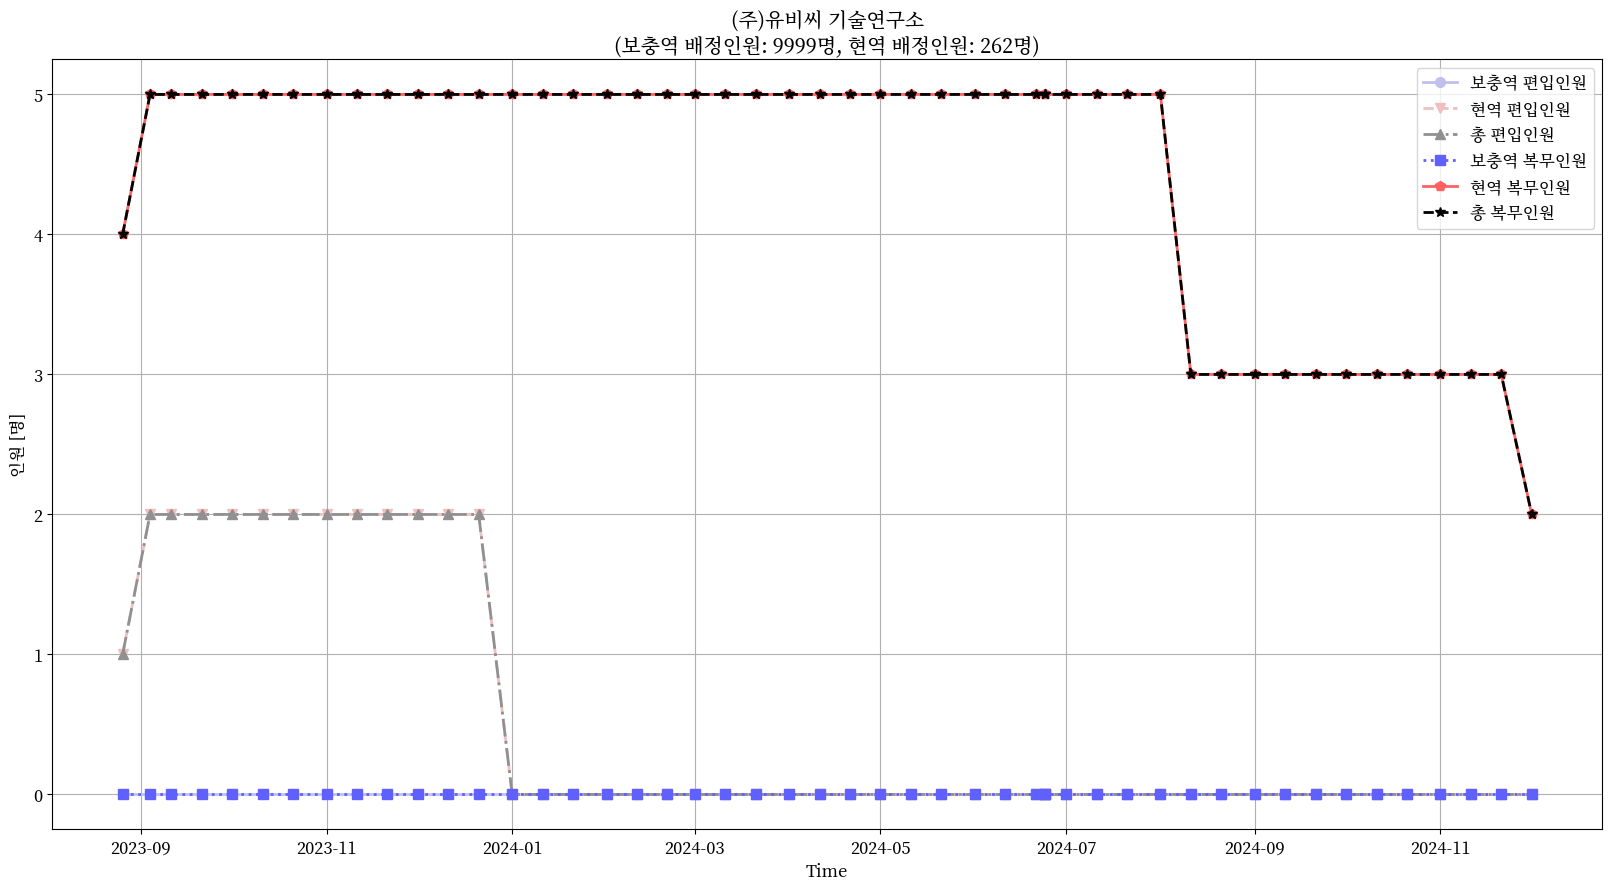 (주)유비씨 기술연구소
(보충역 배정인원: 9999명, 현역 배정인원: 262명)
보충역 편입인원
현역 편입인원
총 편입인원
보충역 복무인원
현역 복무인원
총 복무인원
인원 [명]
5
4
3
2
1
0
2023-09
2023-11
2024-01
2024-03
2024-05
2024-07
2024-09
2024-11
Time